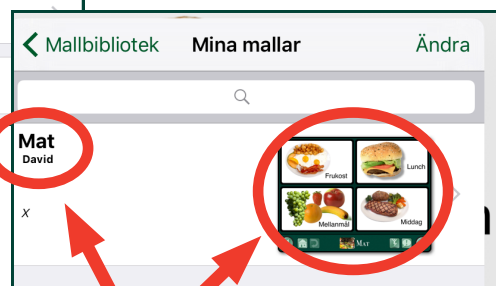 Mallbibliotek Mina mallar Ändra
Mat
David
x
Frukost Lunch
Mellanmål Middag
Mat